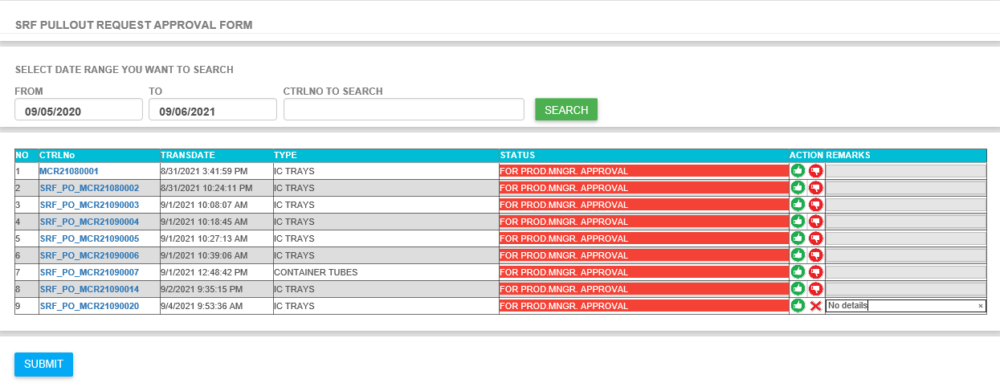 SRF PULLOUT REQUEST APPROVAL FORM
SELECT DATE RANGE YOU WANT TO SEARCH
FROM TO CTRLNO TO SEARCH
09/05/2020 09/06/2021 SEARCH
NO CTRLNo TRANSDATE TYPE STATUS ACTION REMARKS
1 MCR21080001 8/31/2021 3:41:59 PM IC TRAYS FOR PROD.MNGR. APPROVAL
2 SRF_PO_MCR21080002 8/31/2021 10:24:11 PM IC TRAYS FOR PROD.MNGR. APPROVAL
3 SRF_PO_MCR21090003 9/1/2021 10:08:07 AM IC TRAYS FOR PROD.MNGR. APPROVAL
4 SRF_PO_MCR21090004 9/1/2021 10:18:45 AM IC TRAYS FOR PROD.MNGR. APPROVAL
5 SRF_PO_MCR21090005 9/1/2021 10:27:13 AM IC TRAYS FOR PROD.MNGR. APPROVAL
6 SRF_PO_MCR21090006 9/1/2021 10:39:06 AM IC TRAYS FOR PROD.MNGR. APPROVAL
7 SRF_PO_MCR21090007 9/1/2021 12:48:42 PM CONTAINER TUBES FOR PROD.MNGR. APPROVAL
8 SRF_PO_MCR21090014 9/2/2021 9:35:15 PM IC TRAYS FOR PROD.MNGR. APPROVAL
9 SRF_PO_MCR21090020 9/4/2021 9:53:36 AM IC TRAYS FOR PROD.MNGR. APPROVAL No details ×
SUBMIT